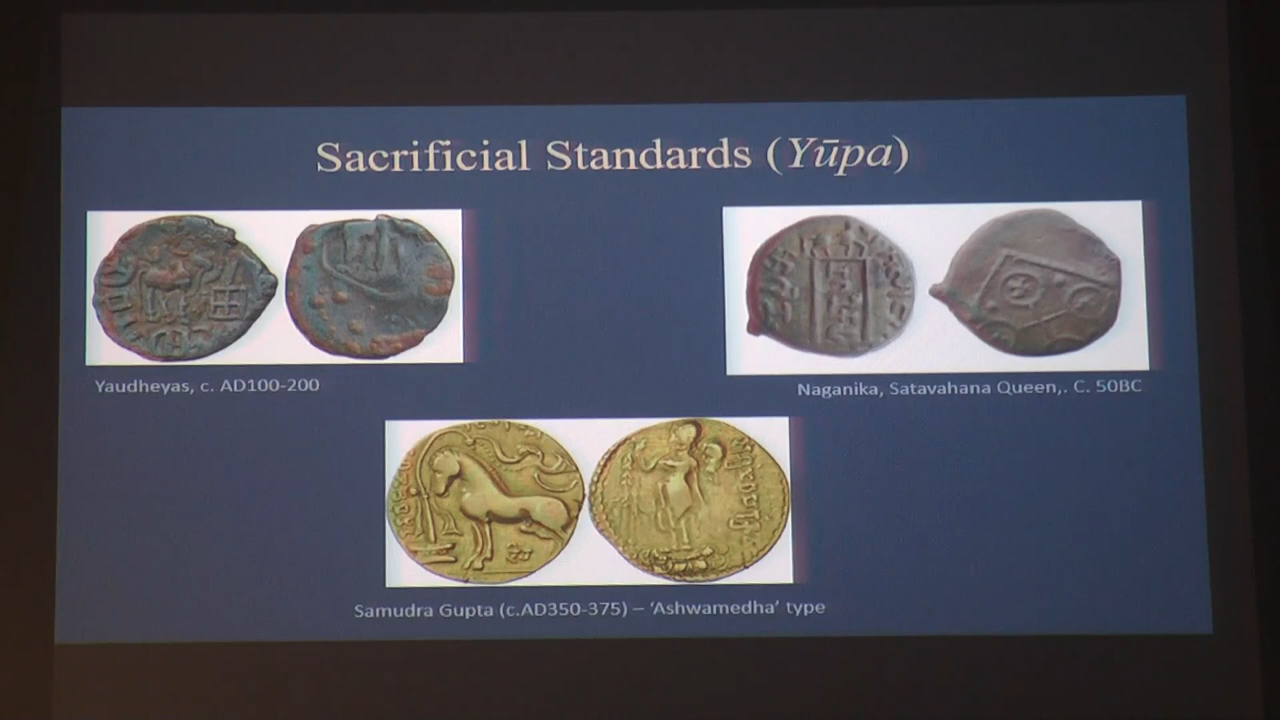 Sacrificial Standards (Yūpa)
Yaudheyas, c. AD100-200
Naganika, Satavahana Queen,. C. 50BC
Samudra Gupta (c.AD350-375) – ‘Ashwamedha’ type